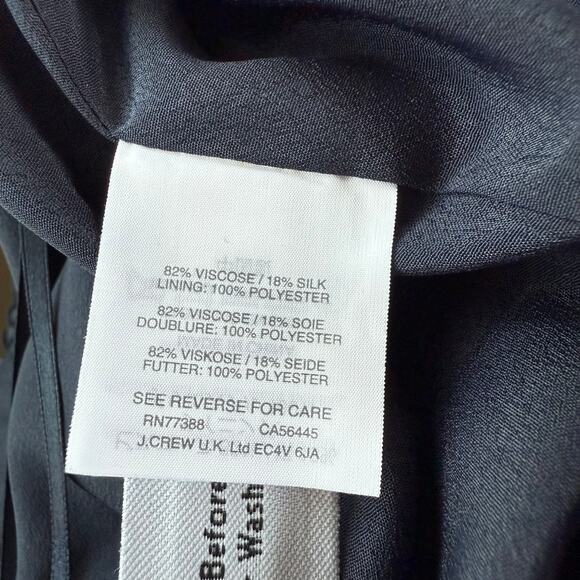 82% VISCOSE / 18% SILK
LINING: 100% POLYESTER
82% VISCOSE / 18% SOIE
DOUBLURE: 100% POLYESTER
82% VISKOSE / 18% SEIDE
FUTTER: 100% POLYESTER
SEE REVERSE FOR CARE
RN77388 CA56445
J.CREW U.K. Ltd EC4V 6JA
Before
Wash